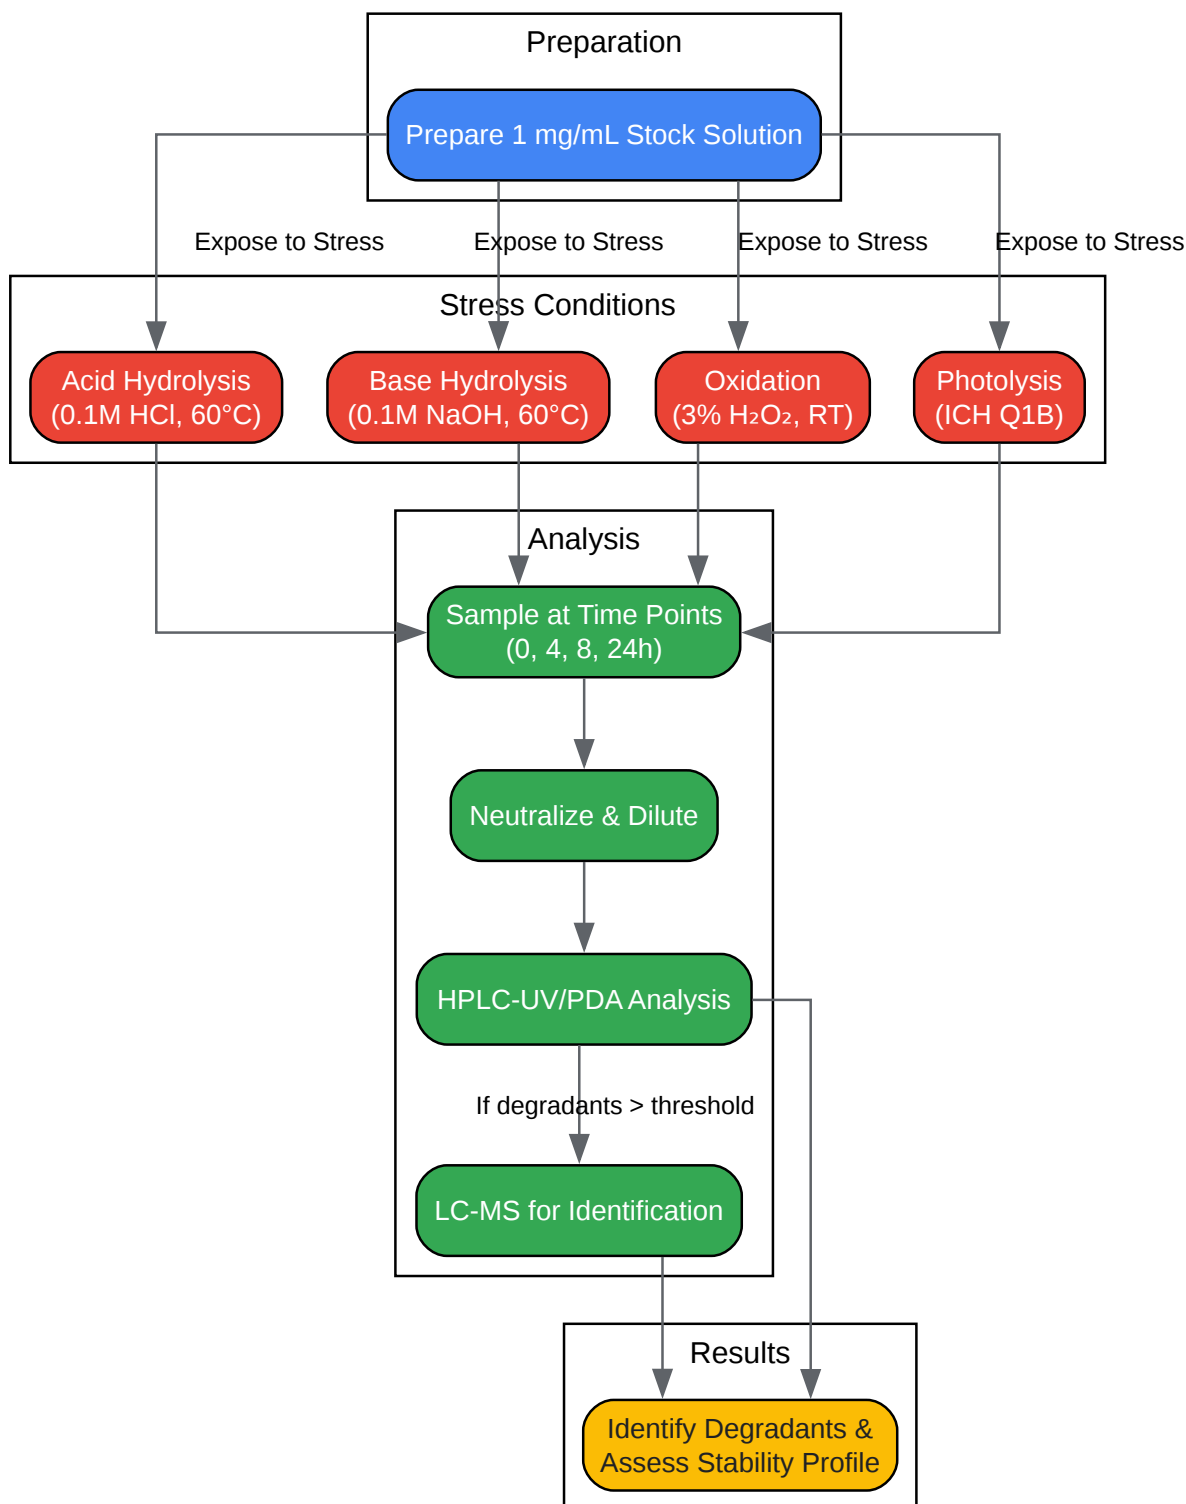 Preparation
Prepare 1 mg/mL Stock Solution
Expose to Stress
Expose to Stress
Expose to Stress
Expose to Stress
Stress Conditions
Acid Hydrolysis
(0.1M HCl, 60°C)
Base Hydrolysis
(0.1M NaOH, 60°C)
Oxidation
(3% H₂O₂, RT)
Photolysis
(ICH Q1B)
Analysis
Sample at Time Points
(0, 4, 8, 24h)
Neutralize & Dilute
HPLC-UV/PDA Analysis
If degradants > threshold
LC-MS for Identification
Results
Identify Degradants &
Assess Stability Profile